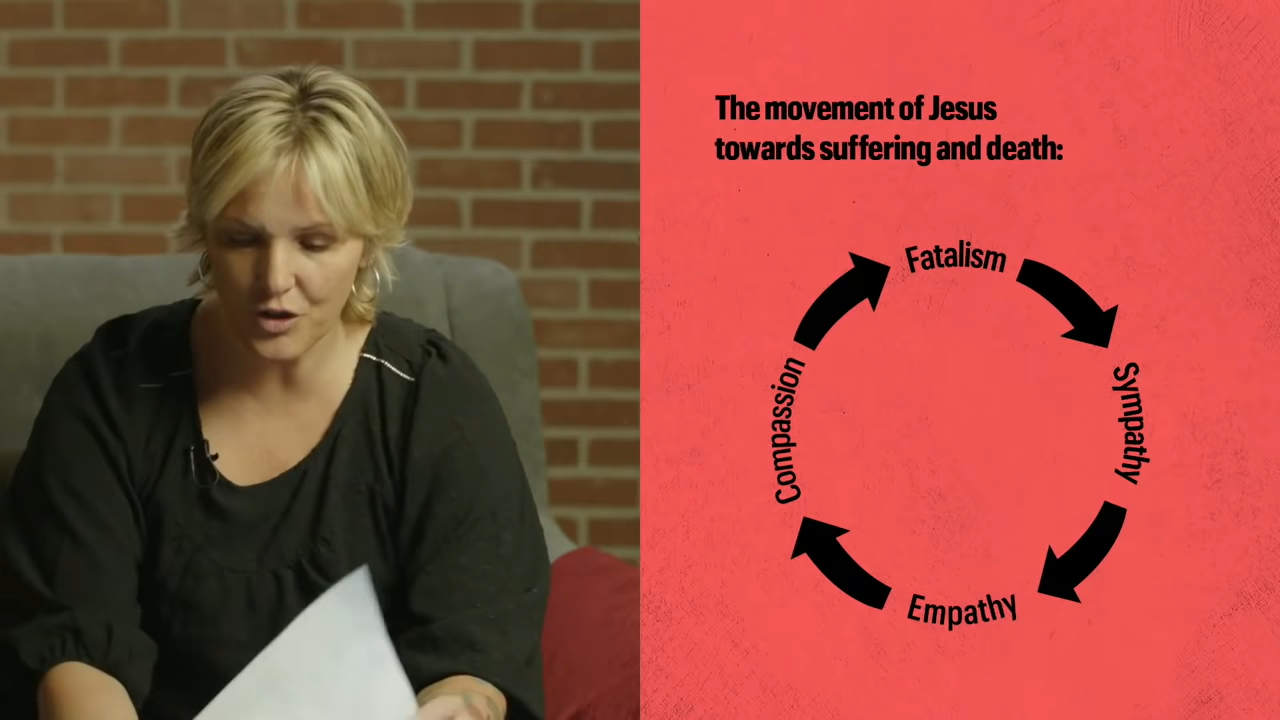 The movement of Jesus
towards suffering and death:
Fatalism
Sympathy
Empathy
Compassion